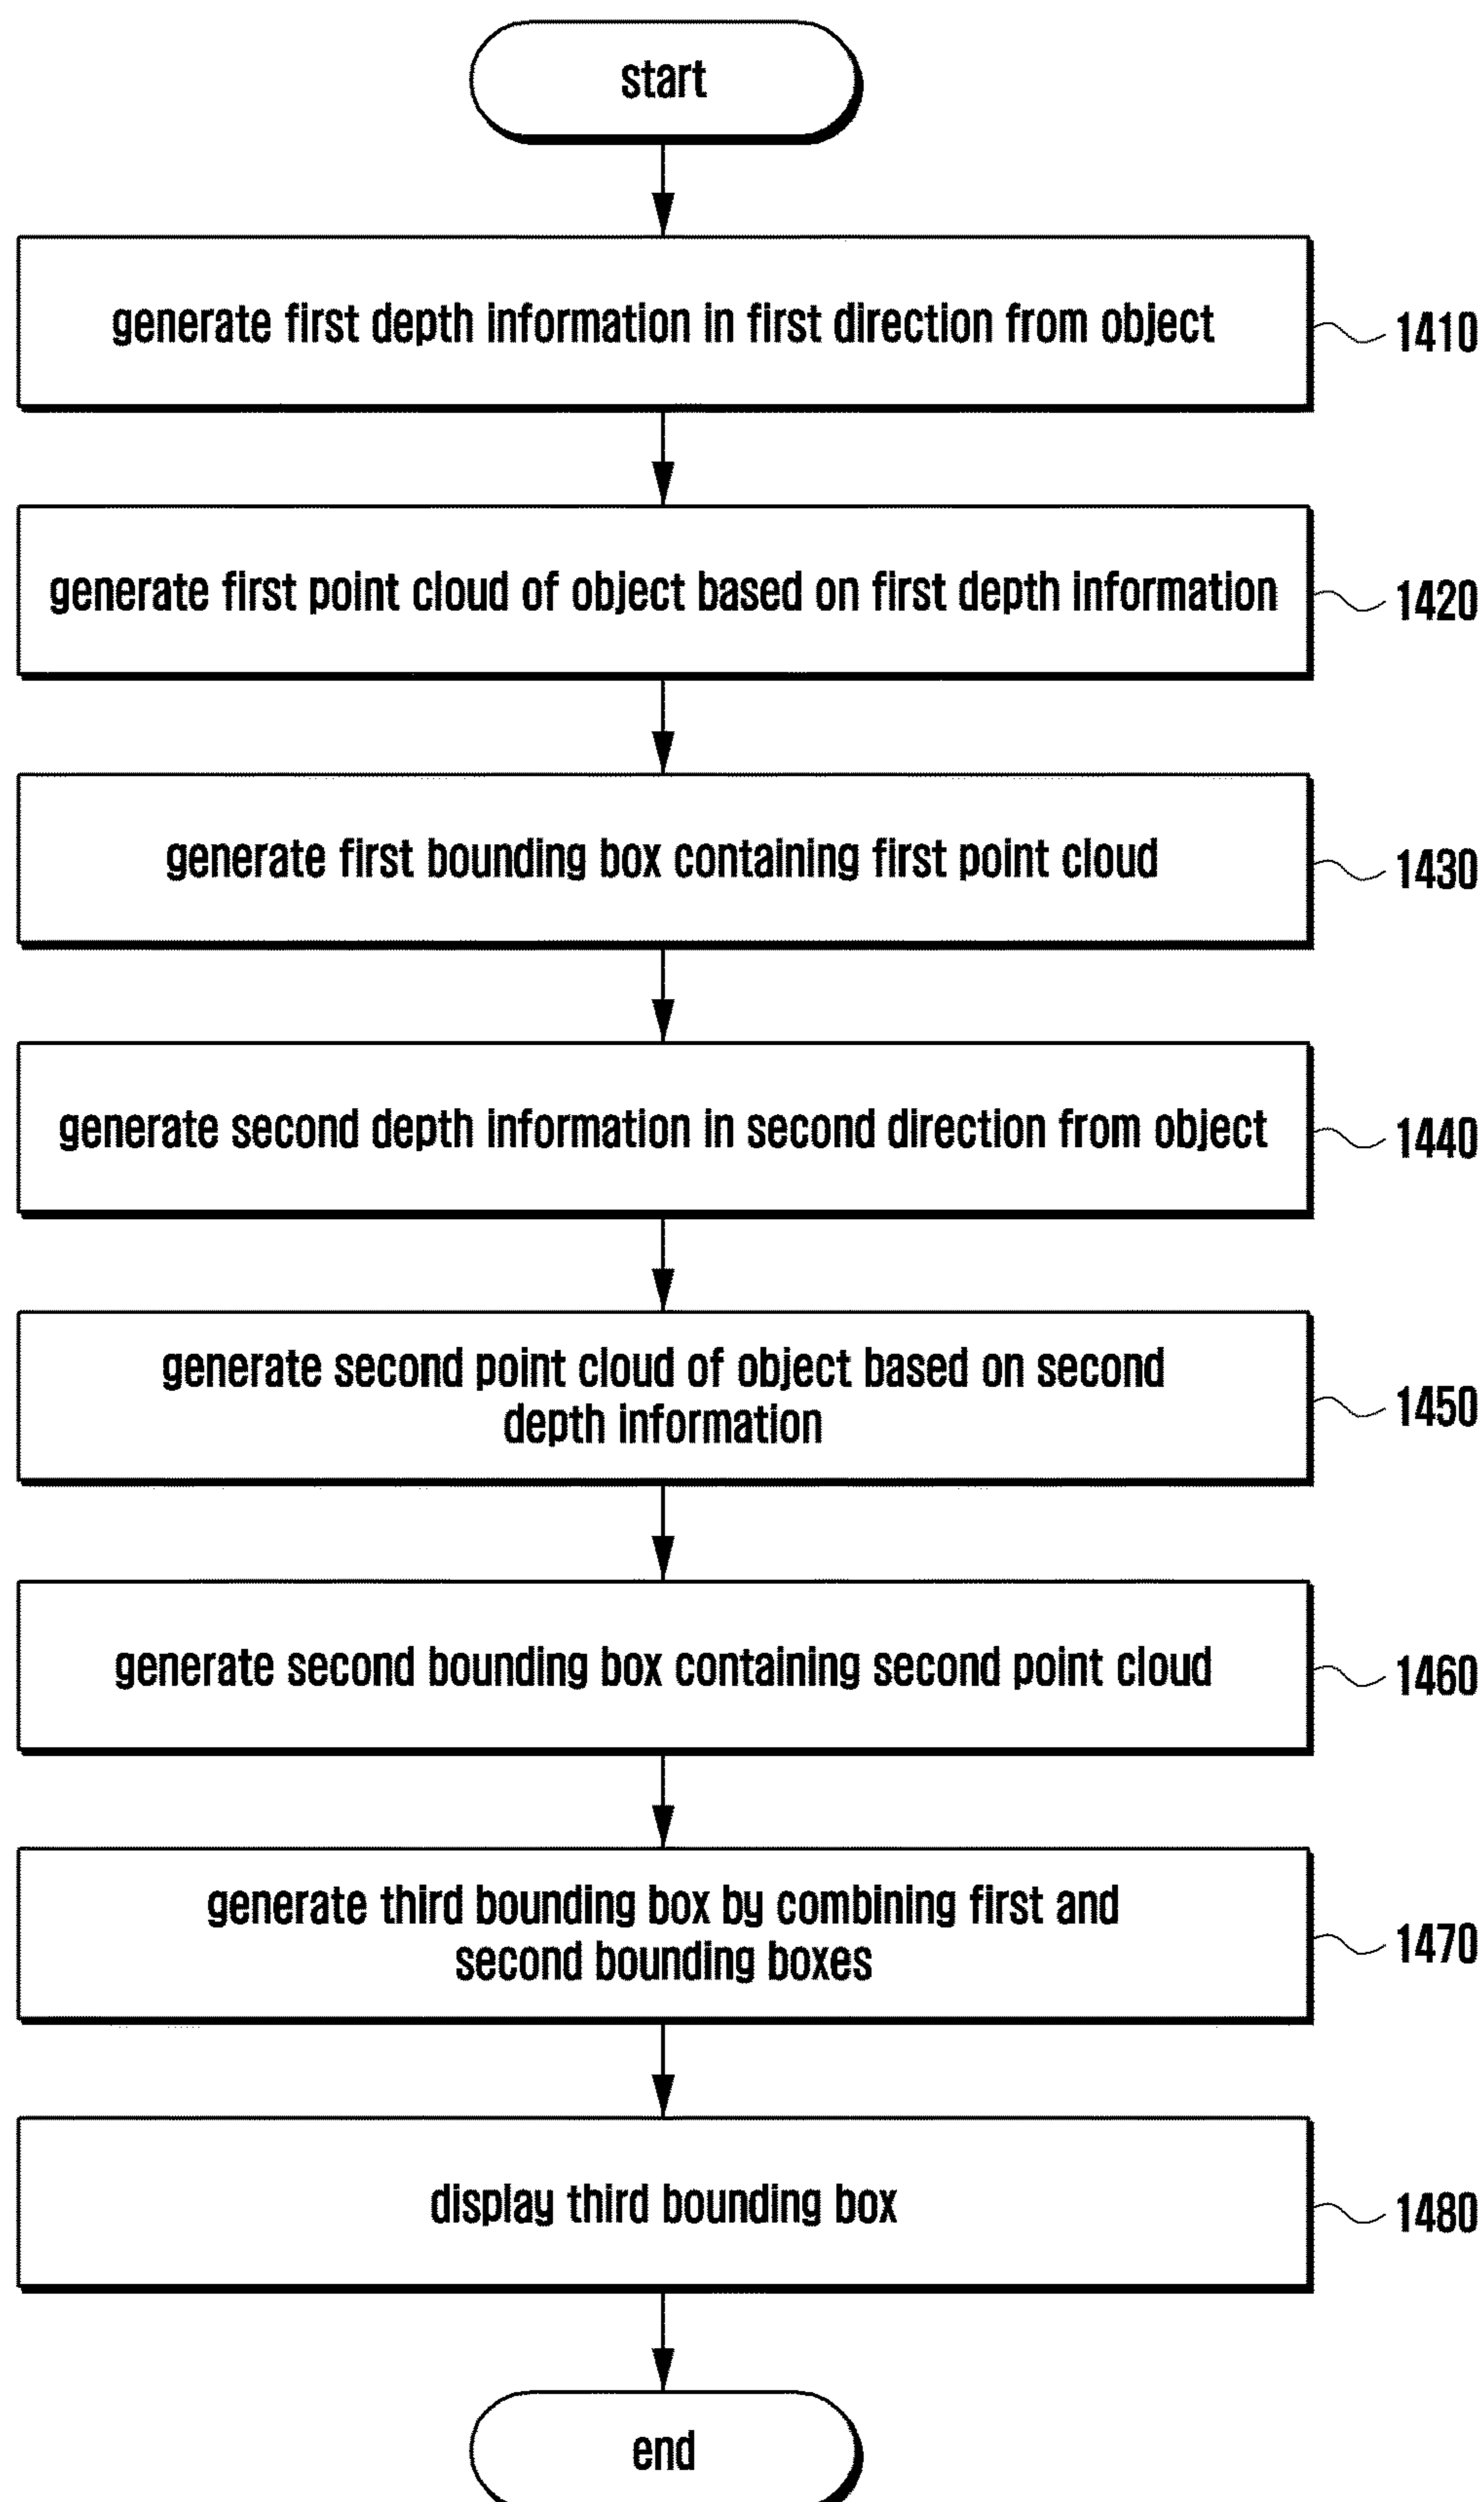 start
generate first depth information in first direction from object
1410
generate first point cloud of object based on first depth information
1420
generate first bounding box containing first point cloud
1430
generate second depth information in second direction from object
1440
generate second point cloud of object based on second
depth information
1450
generate second bounding box containing second point cloud
1460
generate third bounding box by combining first and
second bounding boxes
1470
display third bounding box
1480
end